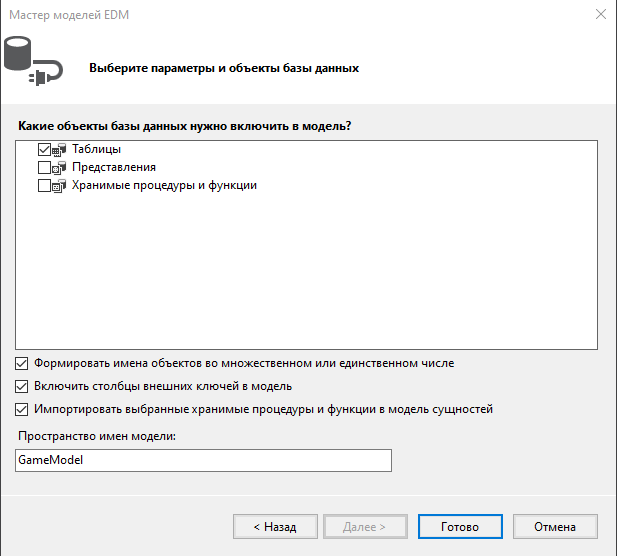 Мастер моделей EDM
Выберите параметры и объекты базы данных
Какие объекты базы данных нужно включить в модель?
Таблицы
Представления
Хранимые процедуры и функции
Формировать имена объектов во множественном или единственном числе
Включить столбцы внешних ключей в модель
Импортировать выбранные хранимые процедуры и функции в модель сущностей
Пространство имен модели:
GameModel
< Назад
Далее >
Готово
Отмена